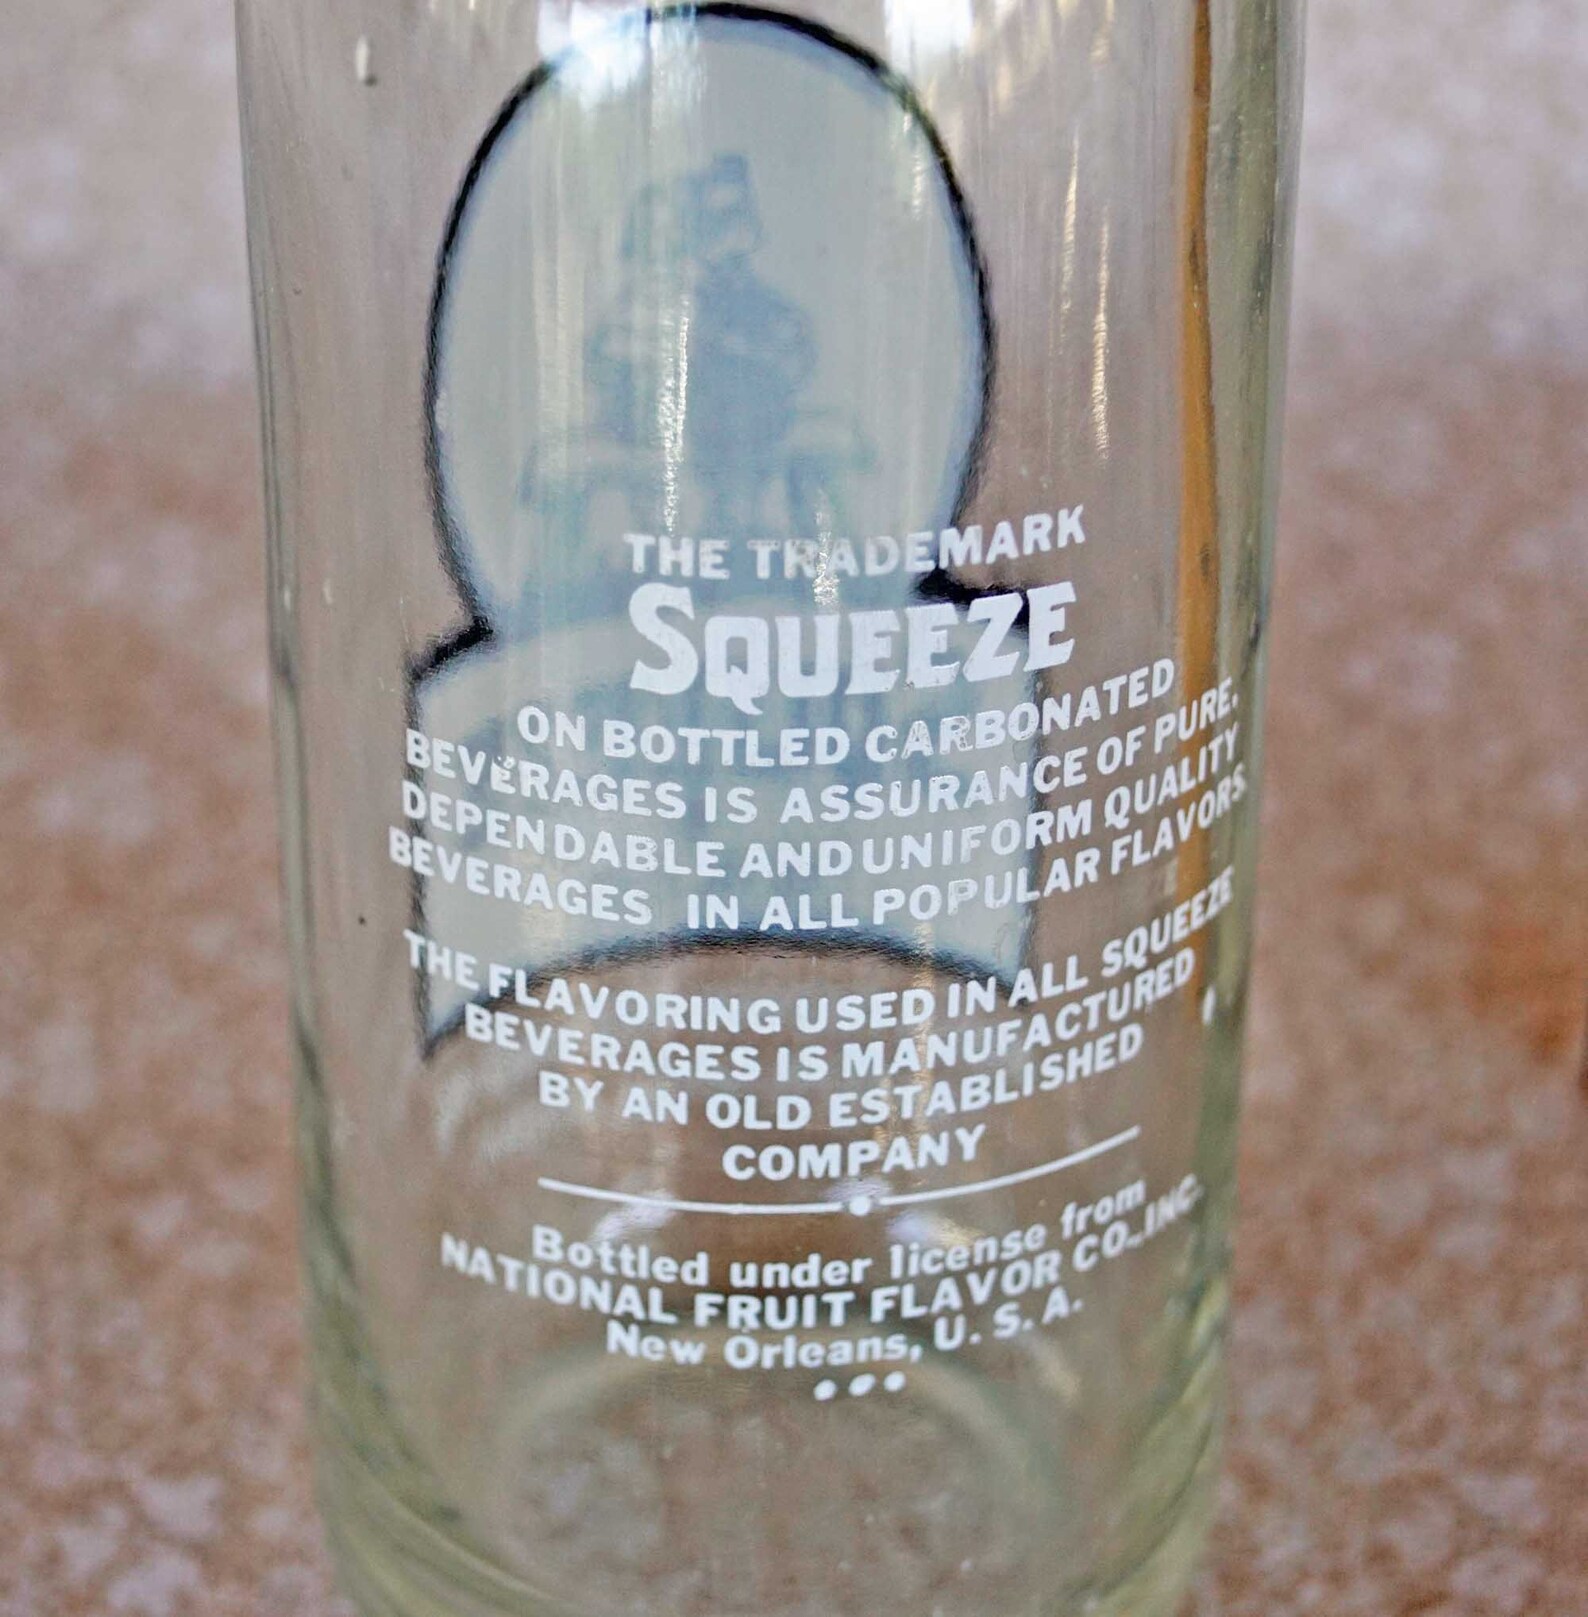 THE TRADEMARK
SQUEEZE
ON BOTTLED CARBONATED
BEVERAGES IS ASSURANCE OF PURE,
DEPENDABLE AND UNIFORM QUALITY
BEVERAGES IN ALL POPULAR FLAVORS.
THE FLAVORING USED IN ALL SQUEEZE
BEVERAGES IS MANUFACTURED
BY AN OLD ESTABLISHED
COMPANY
Bottled under license from
NATIONAL FRUIT FLAVOR CO., INC.
New Orleans, U. S. A.